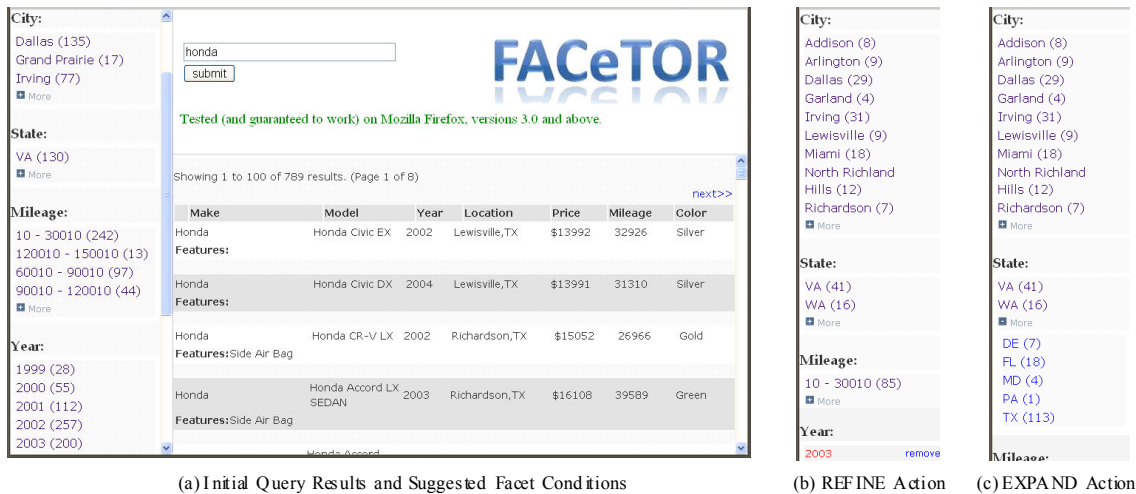 City:
Dallas (135)
Grand Prairie (17)
Irving (77)
More
State:
VA (130)
More
Mileage:
10 - 30010 (242)
120010 - 150010 (13)
60010 - 90010 (97)
90010 - 120010 (44)
More
Year:
1999 (28)
2000 (55)
2001 (112)
2002 (257)
2003 (200)
honda
submit
FACeTOR
Tested (and guaranteed to work) on Mozilla Firefox, versions 3.0 and above.
Showing 1 to 100 of 789 results. (Page 1 of 8)
next>>
Make Model Year Location Price Mileage Color
Honda Honda Civic EX 2002 Lewisville,TX $13992 32926 Silver
Features:
Honda Honda Civic DX 2004 Lewisville,TX $13991 31310 Silver
Features:
Honda Honda CR-V LX 2002 Richardson,TX $15052 26966 Gold
Features:Side Air Bag
Honda Honda Accord LX SEDAN 2003 Richardson,TX $16108 39589 Green
Features:Side Air Bag
Honda Accord
(a) Initial Query Results and Suggested Facet Conditions
City:
Addison (8)
Arlington (9)
Dallas (29)
Garland (4)
Irving (31)
Lewisville (9)
Miami (18)
North Richland
Hills (12)
Richardson (7)
More
State:
VA (41)
WA (16)
More
Mileage:
10 - 30010 (85)
More
Year:
2003 remove
(b) REFINE Action
City:
Addison (8)
Arlington (9)
Dallas (29)
Garland (4)
Irving (31)
Lewisville (9)
Miami (18)
North Richland
Hills (12)
Richardson (7)
More
State:
VA (41)
WA (16)
More
DE (7)
FL (18)
MD (4)
PA (1)
TX (113)
Mileage:
(c) EXPAND Action